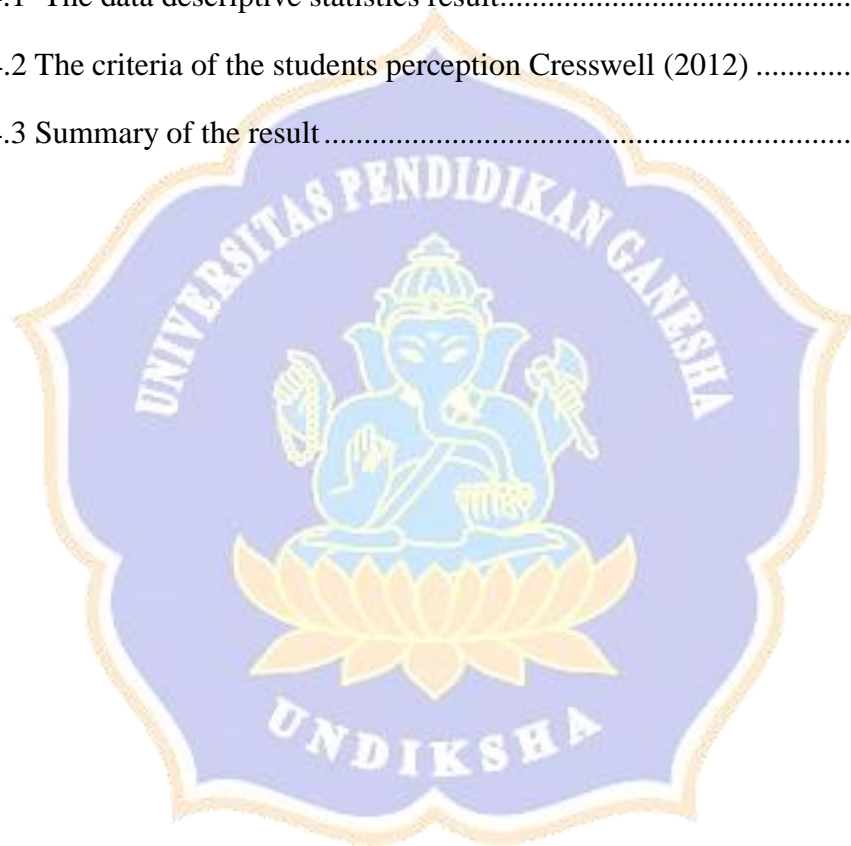 .1 The data descriptive statistics result..........................................
.2 The criteria of the students perception Cresswell (2012) ............
.3 Summary of the result...............................................................
UNIVERSITAS PENDIDIKAN GANESHA
UNDIKSHA